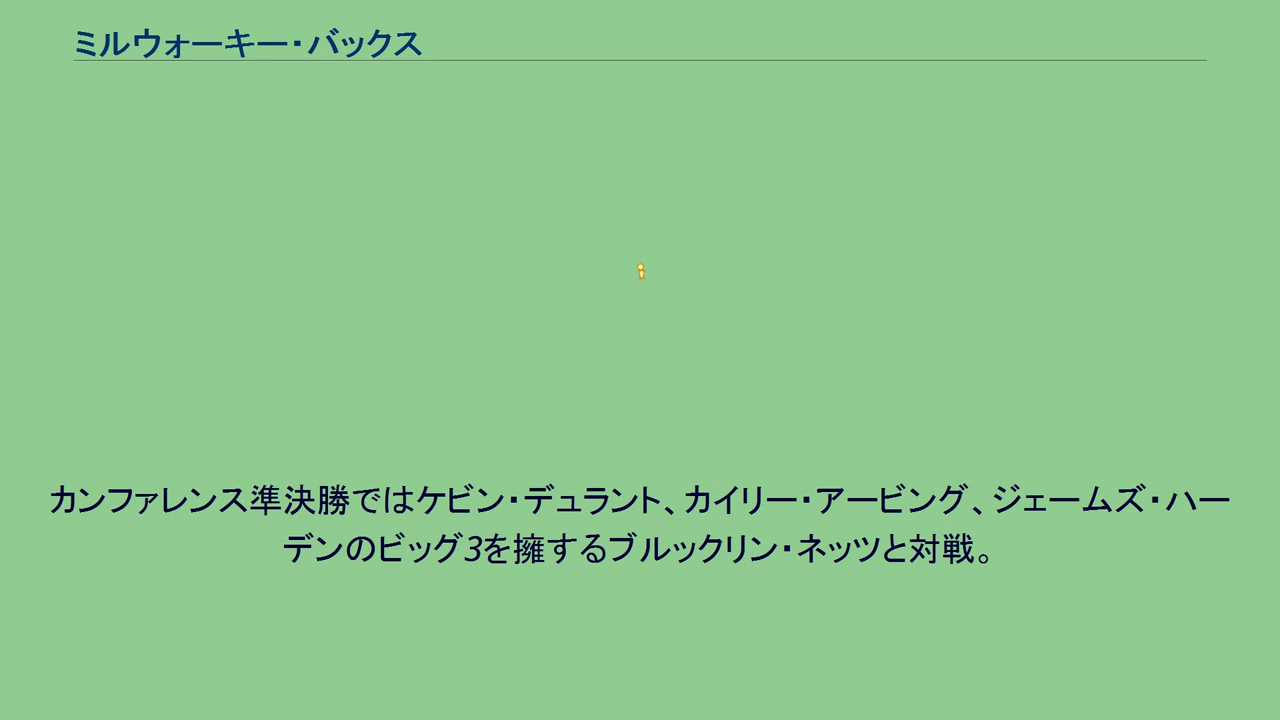 ミルウォーキー・バックス
カンファレンス準決勝ではケビン・デュラント、カイリー・アービング、ジェームズ・ハー
デンのビッグ3を擁するブルックリン・ネッツと対戦。